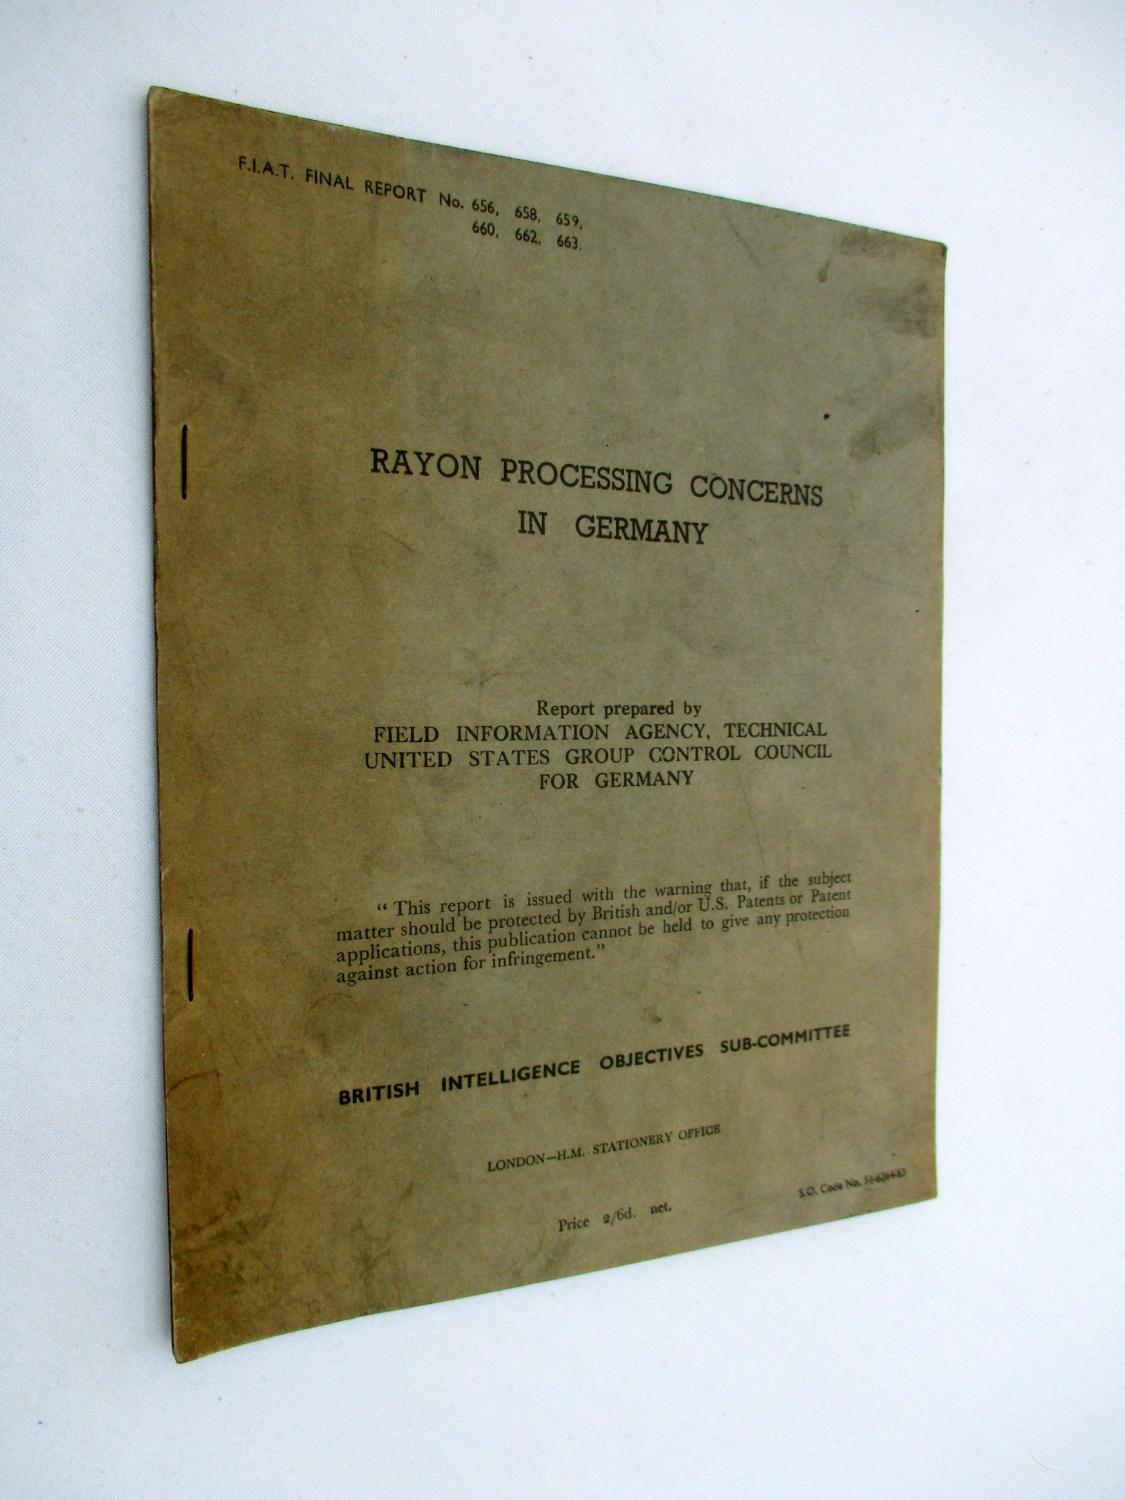 F.I.A.T. FINAL REPORT No. 656, 658, 659,
660, 662, 663.
RAYON PROCESSING CONCERNS
IN GERMANY
Report prepared by
FIELD INFORMATION AGENCY, TECHNICAL
UNITED STATES GROUP CONTROL COUNCIL
FOR GERMANY
“ This report is issued with the warning that, if the subject
matter should be protected by British and/or U.S. Patents or Patent
applications, this publication cannot be held to give any protection
against action for infringement.”
BRITISH INTELLIGENCE OBJECTIVES SUB-COMMITTEE
LONDON—H.M. STATIONERY OFFICE
Price 2/6d. net.
S.O. Code No.